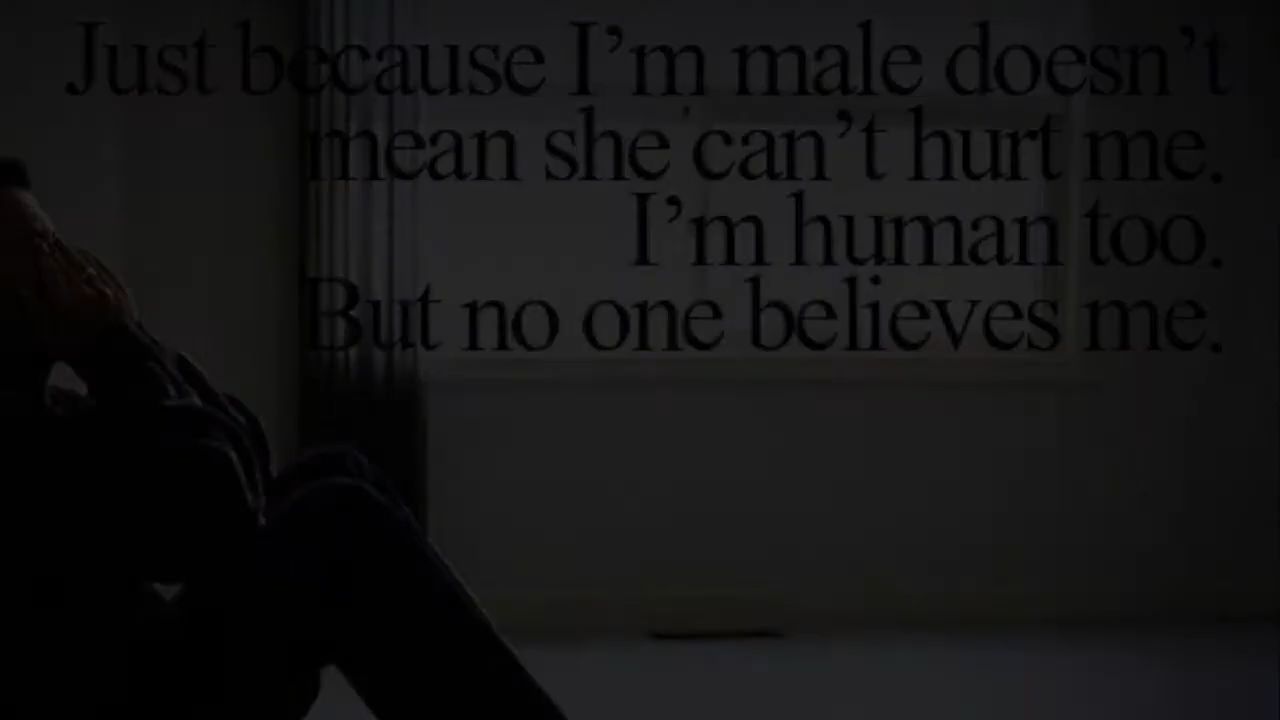 Just because I'm male doesn't
mean she can't hurt me.
I'm human too.
But no one believes me.